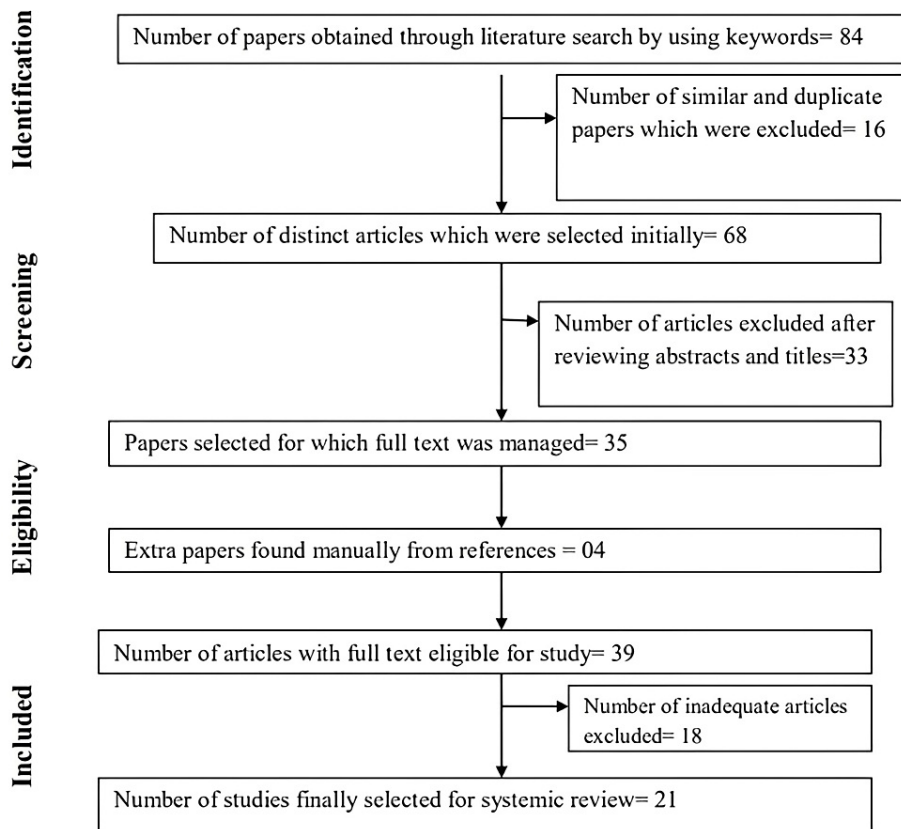 Identification
Number of papers obtained through literature search by using keywords= 84
Number of similar and duplicate
papers which were excluded= 16
Screening
Number of distinct articles which were selected initially= 68
Number of articles excluded after
reviewing abstracts and titles=33
Eligibility
Papers selected for which full text was managed= 35
Extra papers found manually from references = 04
Included
Number of articles with full text eligible for study= 39
Number of inadequate articles
excluded= 18
Number of studies finally selected for systemic review= 21